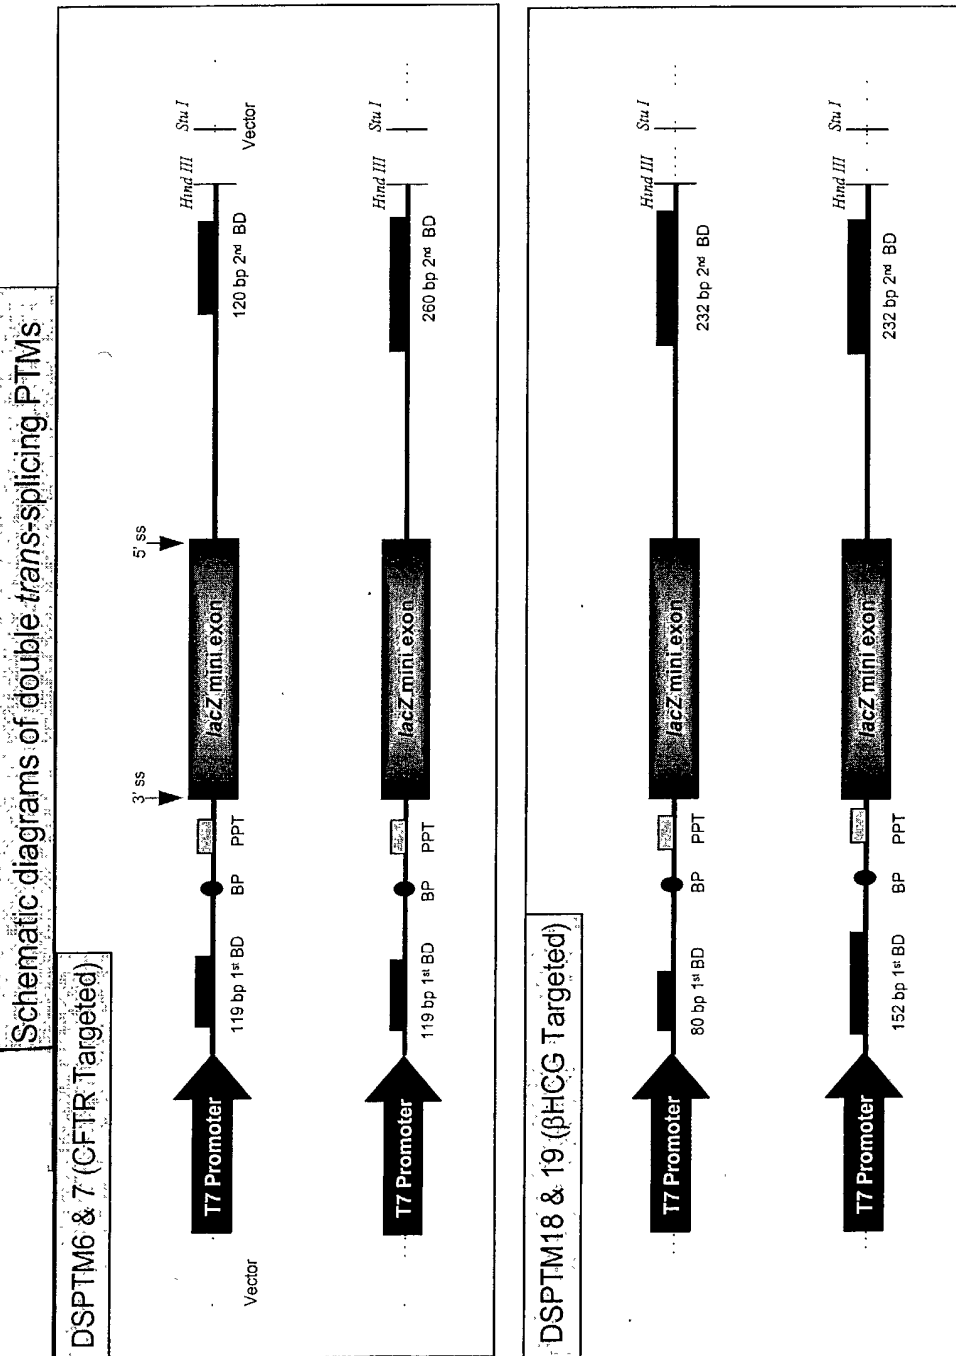 Schematic diagrams of double trans-splicing PTMs
DSPTM6 & 7 (CFTR Targeted)
3' ss
5' ss
Hind III
Stu I
T7 Promoter
lacZ mini exon
Vector
119 bp 1st BD
BP
PPT
120 bp 2nd BD
Vector
Hind III
Stu I
T7 Promoter
lacZ mini exon
119 bp 1st BD
BP
PPT
260 bp 2nd BD
DSPTM18 & 19 (βHCG Targeted)
Hind III
Stu I
T7 Promoter
lacZ mini exon
80 bp 1st BD
BP
PPT
232 bp 2nd BD
Hind III
Stu I
T7 Promoter
lacZ mini exon
152 bp 1st BD
BP
PPT
232 bp 2nd BD